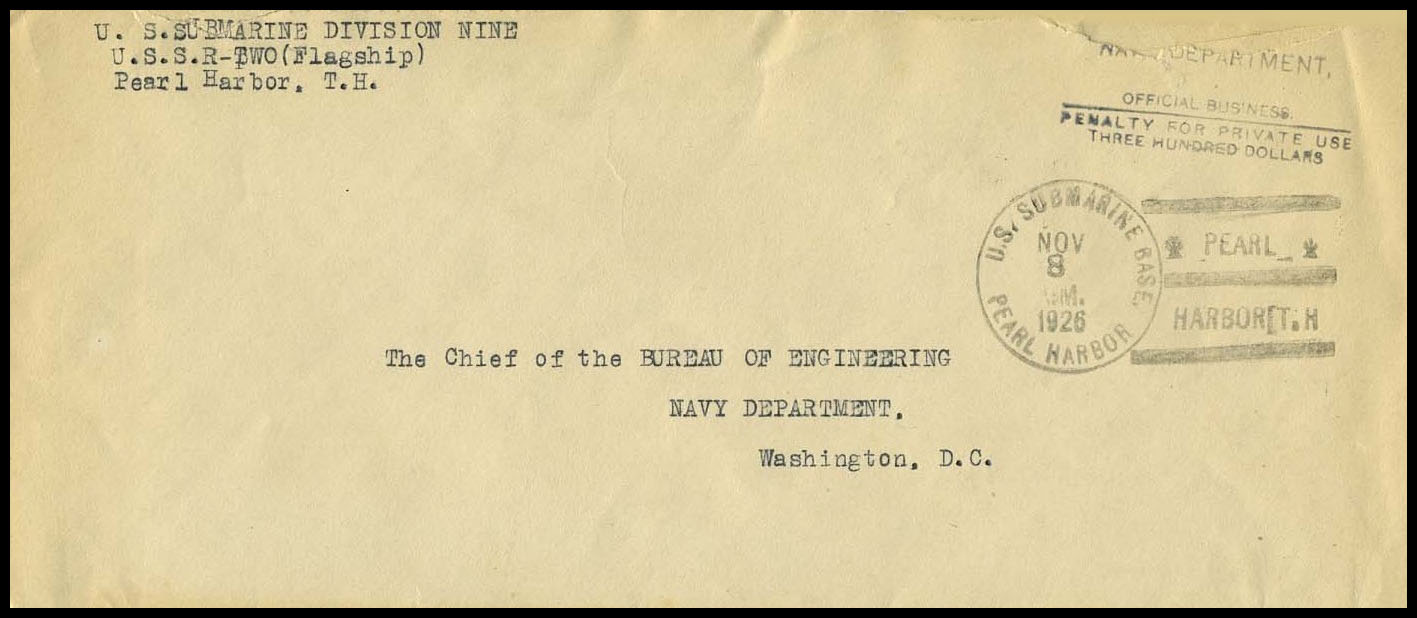 U. S. SUBMARINE DIVISION NINE
U.S.S.R-TWO(Flagship)
Pearl Harbor, T.H.
DEPARTMENT,
OFFICIAL BUSINESS.
PENALTY FOR PRIVATE USE
THREE HUNDRED DOLLARS
U.S. SUBMARINE BASE,
NOV
8
1926
PEARL HARBOR
PEARL
HARBOR T.H
The Chief of the BUREAU OF ENGINEERING
NAVY DEPARTMENT.
Washington, D.C.